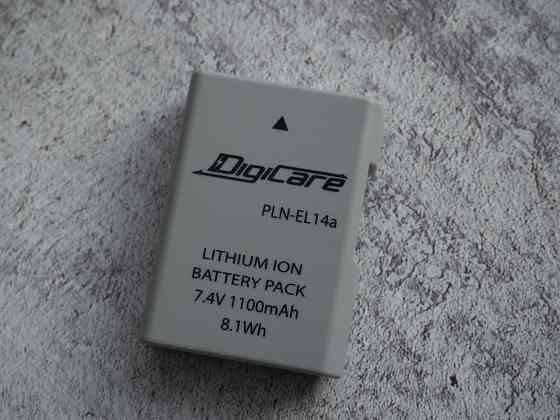 DigiCare
PLN-EL14a
LITHIUM ION
BATTERY PACK
7.4V 1100mAh
8.1Wh